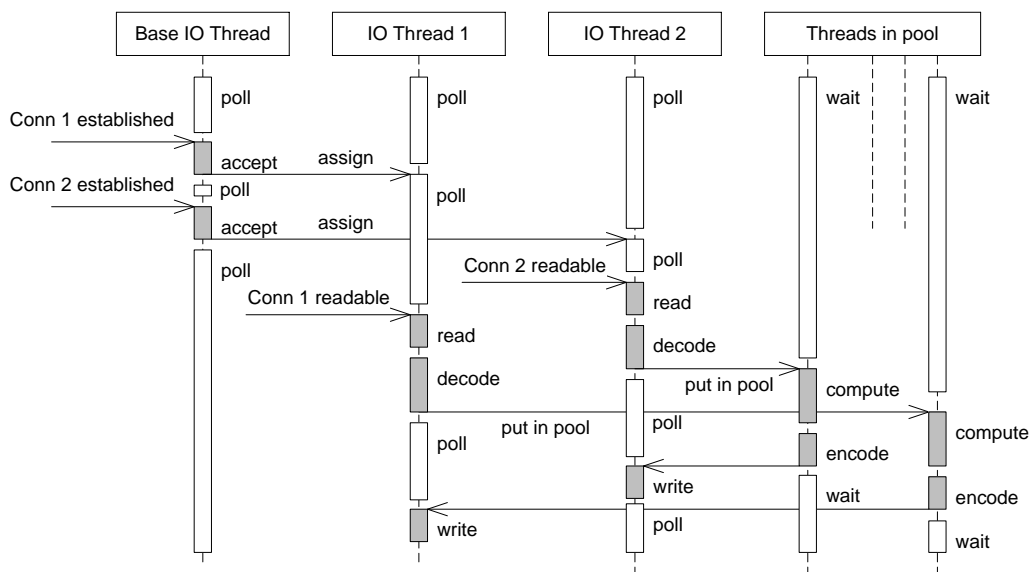 Base IO Thread IO Thread 1 IO Thread 2 Threads in pool
poll poll poll wait wait
Conn 1 established
accept assign
Conn 2 established poll poll
accept assign
poll Conn 2 readable poll
Conn 1 readable read
read decode
decode put in pool compute
poll put in pool poll compute
encode
write wait encode
write poll wait